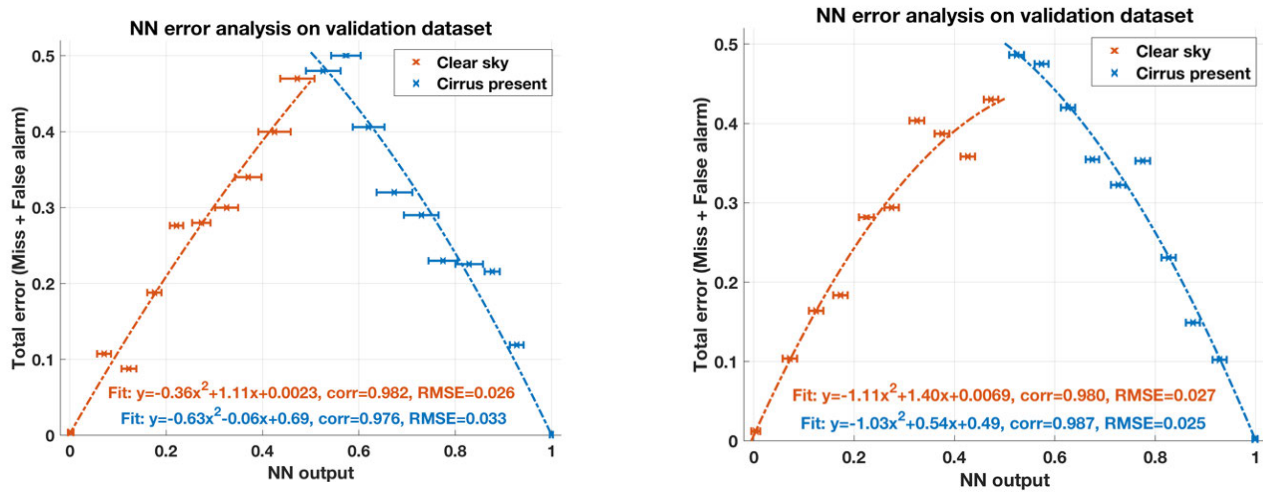 NN error analysis on validation dataset
0.5
0.4
0.3
0.2
0.1
0
Total error (Miss + False alarm)
Clear sky
Cirrus present
Fit: y=-0.36x²+1.11x+0.0023, corr=0.982, RMSE=0.026
Fit: y=-0.63x²-0.06x+0.69, corr=0.976, RMSE=0.033
0 0.2 0.4 0.6 0.8 1
NN output
NN error analysis on validation dataset
0.5
0.4
0.3
0.2
0.1
0
Total error (Miss + False alarm)
Clear sky
Cirrus present
Fit: y=-1.11x²+1.40x+0.0069, corr=0.980, RMSE=0.027
Fit: y=-1.03x²+0.54x+0.49, corr=0.987, RMSE=0.025
0 0.2 0.4 0.6 0.8 1
NN output